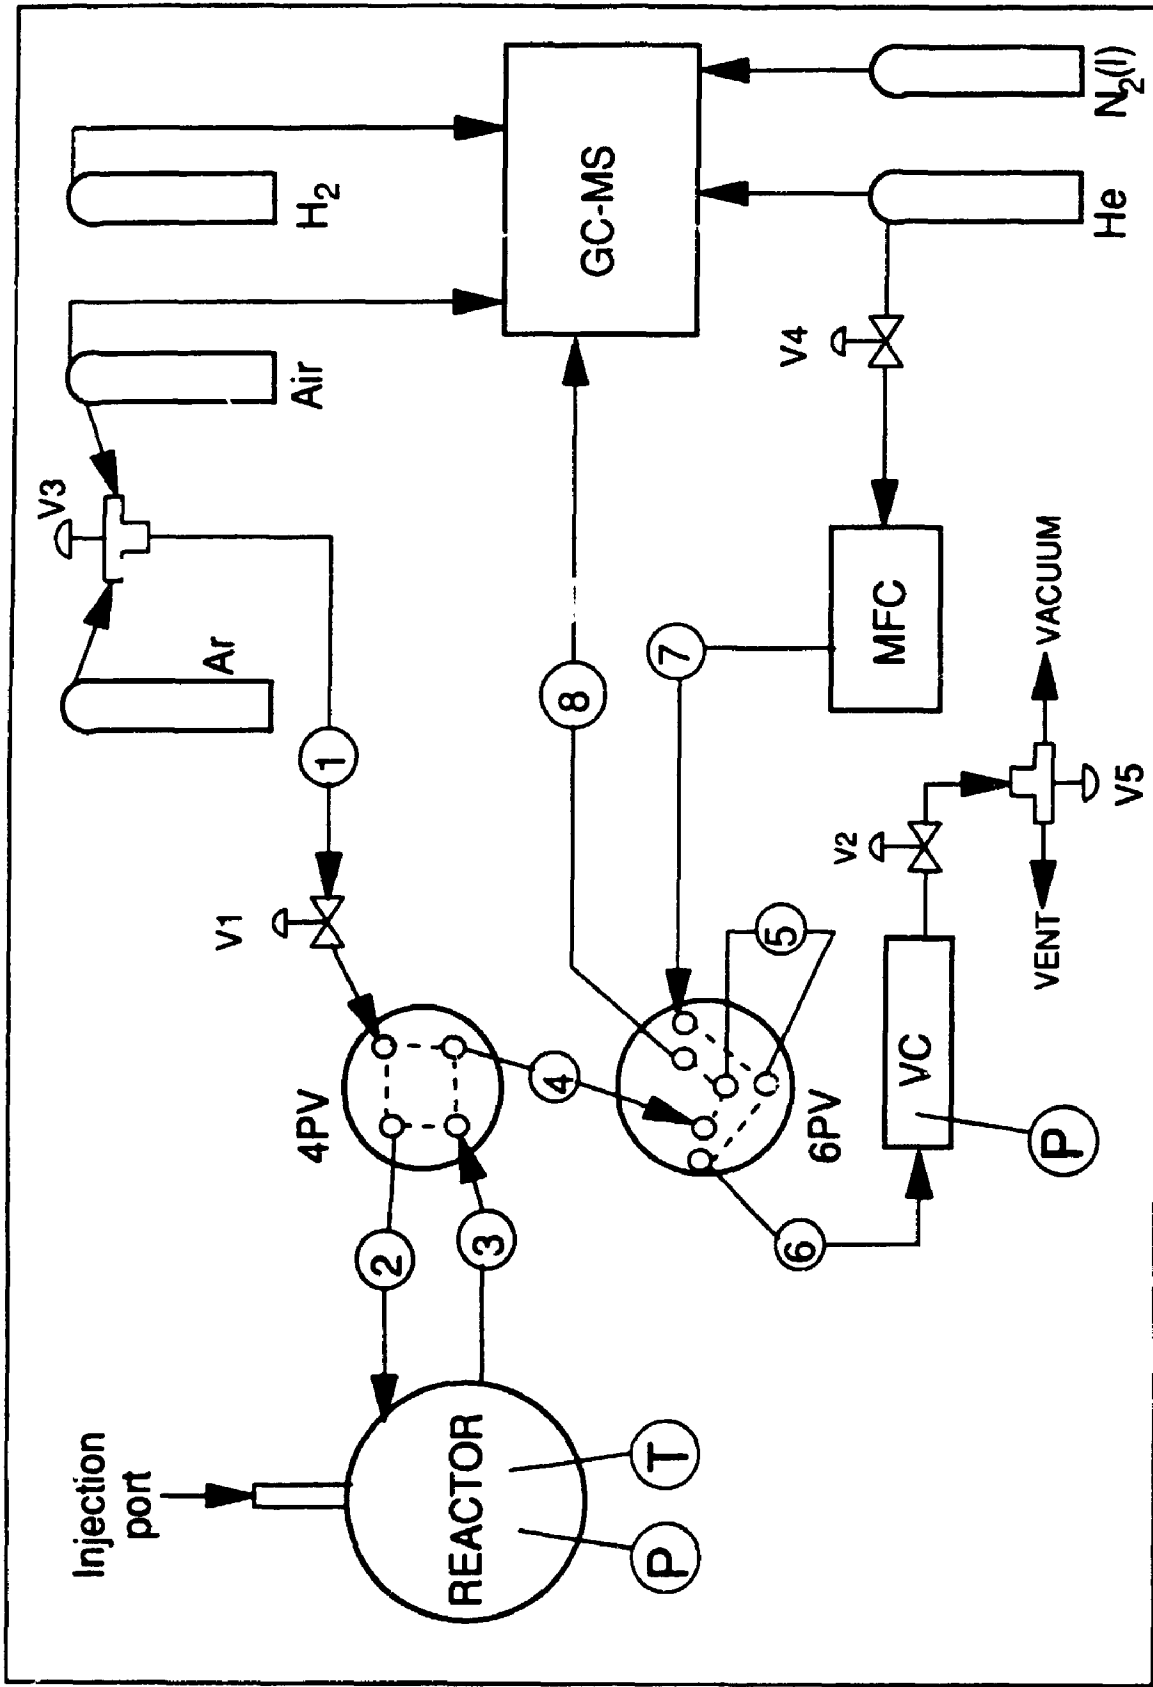 Injection
port
REACTOR
P
T
2
3
4PV
V1
1
Ar
V3
Air
H2
4
8
GC-MS
6PV
5
7
6
VC
P
V2
MFC
V4
He
N2(l)
VENT
VACUUM
V5